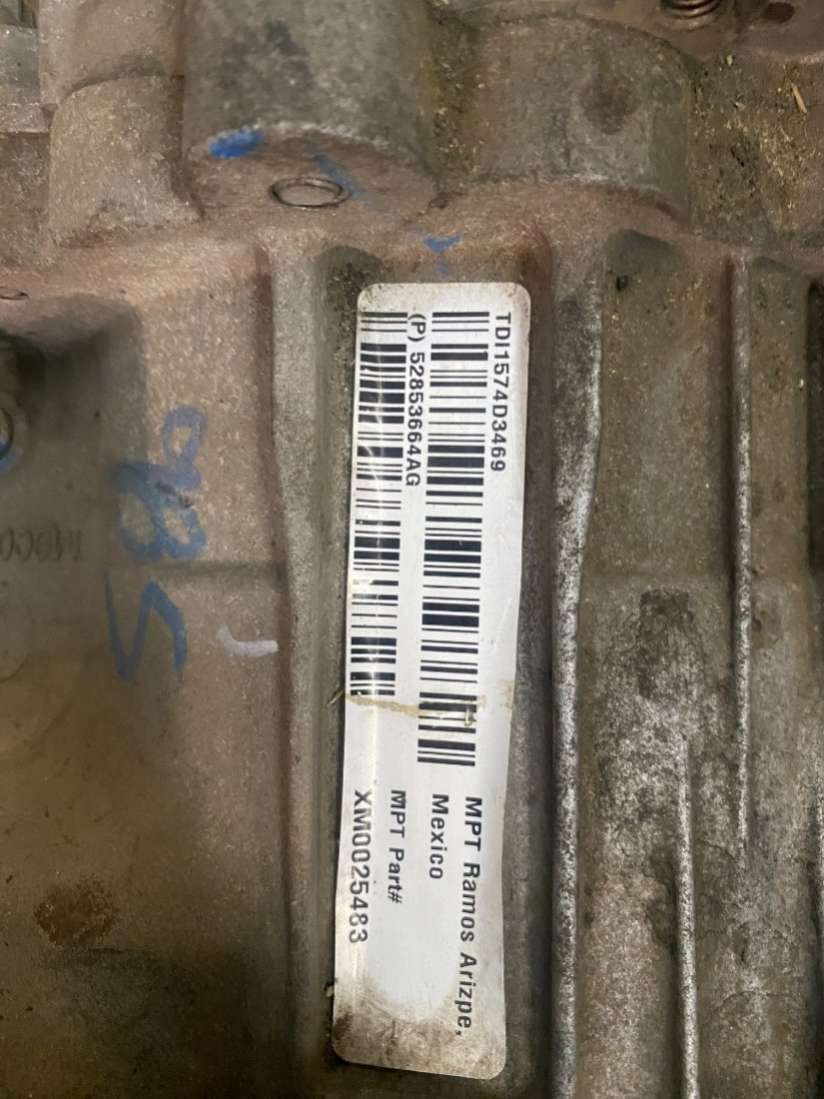 TDI1574D3469
(P) 52853664AG
MPT Ramos Arizpe,
Mexico
MPT Part#
XM0025483